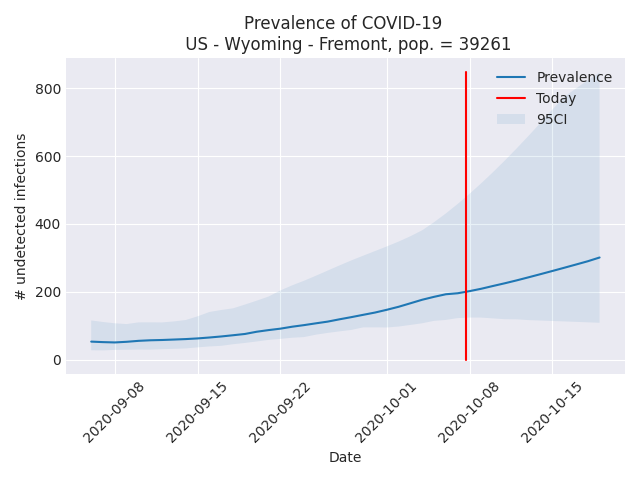 Prevalence of COVID-19
US - Wyoming - Fremont, pop. = 39261
Prevalence
Today
95CI
800
600
400
200
0
# undetected infections
2020-09-08
2020-09-15
2020-09-22
2020-10-01
2020-10-08
2020-10-15
Date